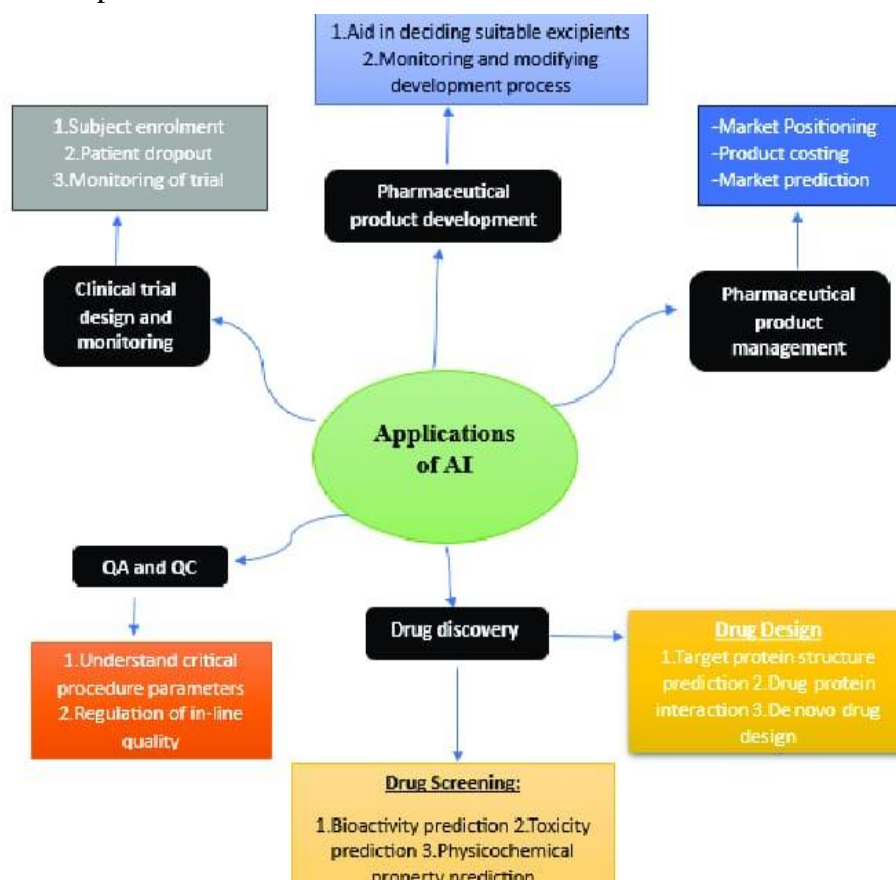 1.Aid in deciding suitable excipients
2.Monitoring and modifying
development process
1.Subject enrolment
2.Patient dropout
3.Monitoring of trial
-Market Positioning
-Product costing
-Market prediction
Pharmaceutical
product development
Clinical trial
design and
monitoring
Pharmaceutical
product
management
Applications
of AI
QA and QC
Drug discovery
1.Understand critical
procedure parameters
2.Regulation of in-line
quality
Drug Design
1.Target protein structure
prediction 2.Drug protein
interaction 3.De novo drug
design
Drug Screening:
1.Bioactivity prediction 2.Toxicity
prediction 3.Physicochemical
property prediction